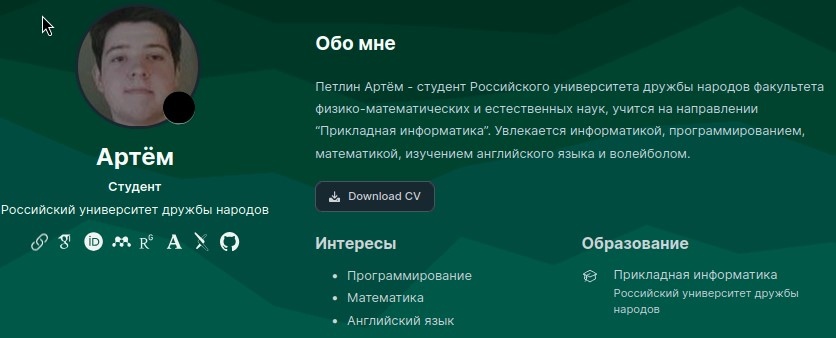 Артём
Студент
Российский университет дружбы народов
Обо мне
Петлин Артём - студент Российского университета дружбы народов факультета
физико-математических и естественных наук, учится на направлении
“Прикладная информатика”. Увлекается информатикой, программированием,
математикой, изучением английского языка и волейболом.
Download CV
Интересы
Программирование
Математика
Английский язык
Образование
Прикладная информатика
Российский университет дружбы
народов